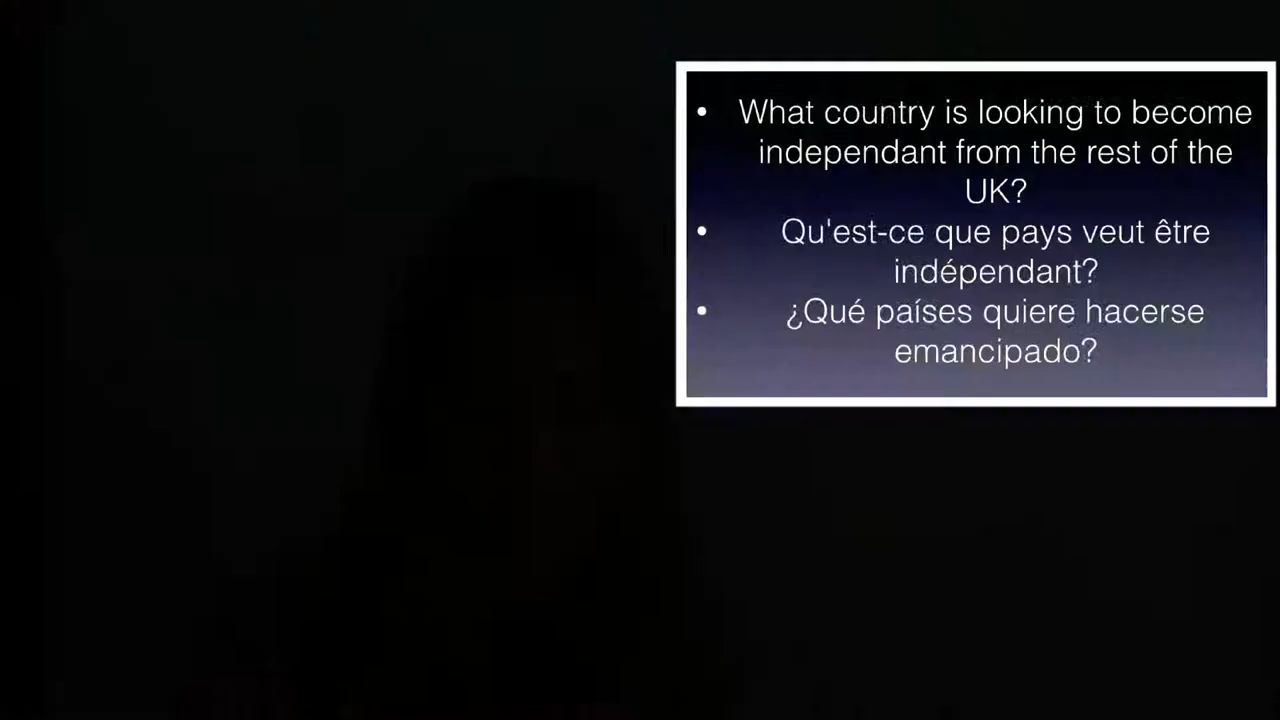 • What country is looking to become
independant from the rest of the
UK?
• Qu'est-ce que pays veut être
indépendant?
• ¿Qué países quiere hacerse
emancipado?